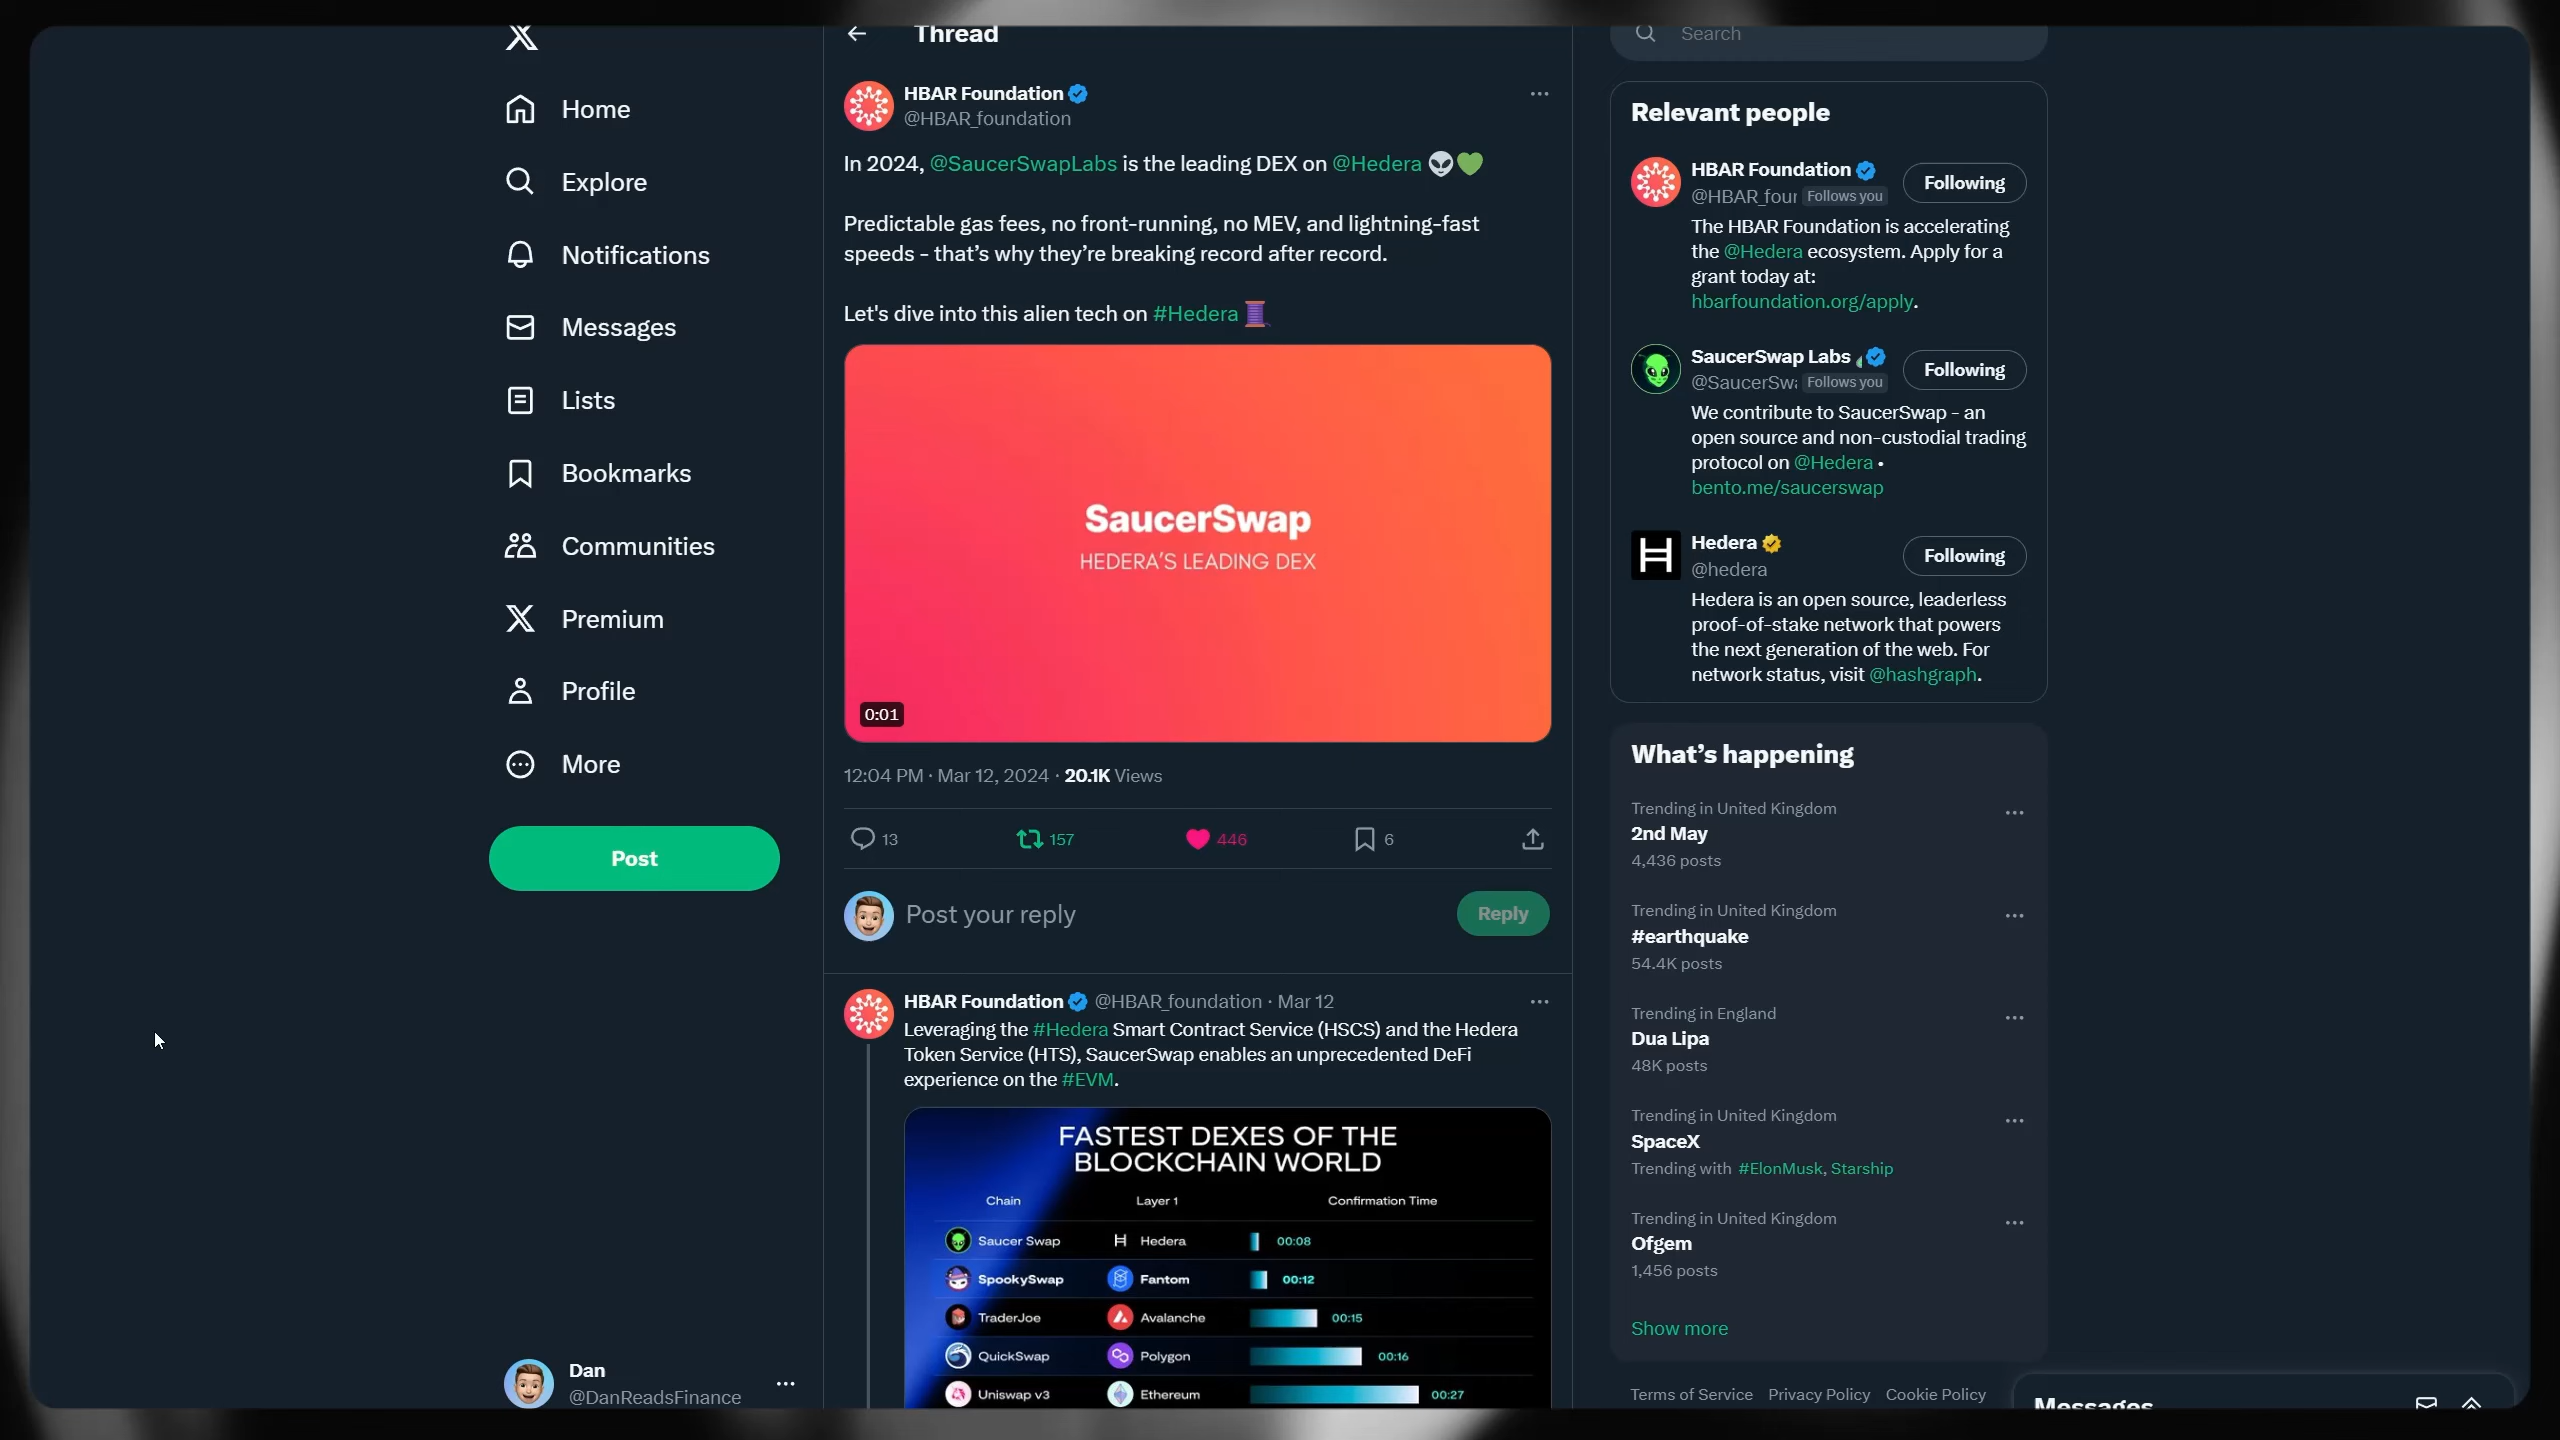 Home
Explore
Notifications
Messages
Lists
Bookmarks
Communities
Premium
Profile
More
Post
Dan
@DanReadsFinance
Thread
HBAR Foundation
@HBAR_foundation
In 2024, @SaucerSwapLabs is the leading DEX on @Hedera 👽💚
Predictable gas fees, no front-running, no MEV, and lightning-fast
speeds - that’s why they’re breaking record after record.
Let's dive into this alien tech on #Hedera 🧵
SaucerSwap
HEDERA’S LEADING DEX
0:01
12:04 PM · Mar 12, 2024 · 20.1K Views
13 157 446 6
Post your reply
Reply
HBAR Foundation @HBAR_foundation · Mar 12
Leveraging the #Hedera Smart Contract Service (HSCS) and the Hedera
Token Service (HTS), SaucerSwap enables an unprecedented DeFi
experience on the #EVM.
FASTEST DEXES OF THE
BLOCKCHAIN WORLD
Chain Layer 1 Confirmation Time
Saucer Swap Hedera 00:08
SpookySwap Fantom 00:12
TraderJoe Avalanche 00:15
QuickSwap Polygon 00:16
Uniswap v3 Ethereum 00:27
Search
Relevant people
HBAR Foundation
Following
@HBAR_four Follows you
The HBAR Foundation is accelerating
the @Hedera ecosystem. Apply for a
grant today at:
hbarfoundation.org/apply.
SaucerSwap Labs
Following
@SaucerSwa Follows you
We contribute to SaucerSwap - an
open source and non-custodial trading
protocol on @Hedera •
bento.me/saucerswap
Hedera
Following
@hedera
Hedera is an open source, leaderless
proof-of-stake network that powers
the next generation of the web. For
network status, visit @hashgraph.
What’s happening
Trending in United Kingdom
2nd May
4,436 posts
Trending in United Kingdom
#earthquake
54.4K posts
Trending in England
Dua Lipa
48K posts
Trending in United Kingdom
SpaceX
Trending with #ElonMusk, Starship
Trending in United Kingdom
Ofgem
1,456 posts
Show more
Terms of Service Privacy Policy Cookie Policy
Messages